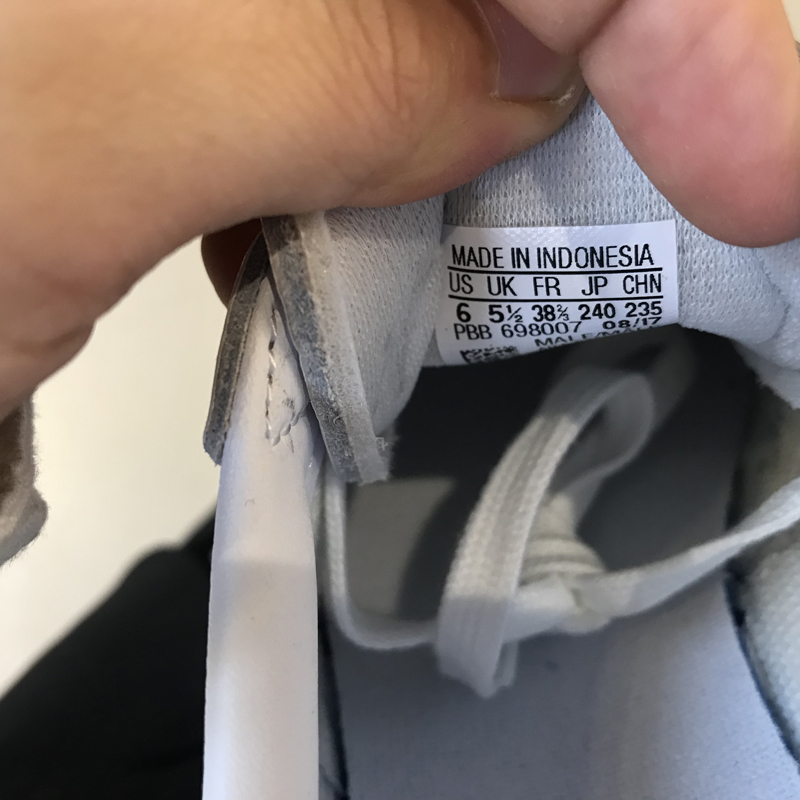 MADE IN INDONESIA
US UK FR JP CHN
6 5½ 38⅔ 240 235
PBB 698007 08/17